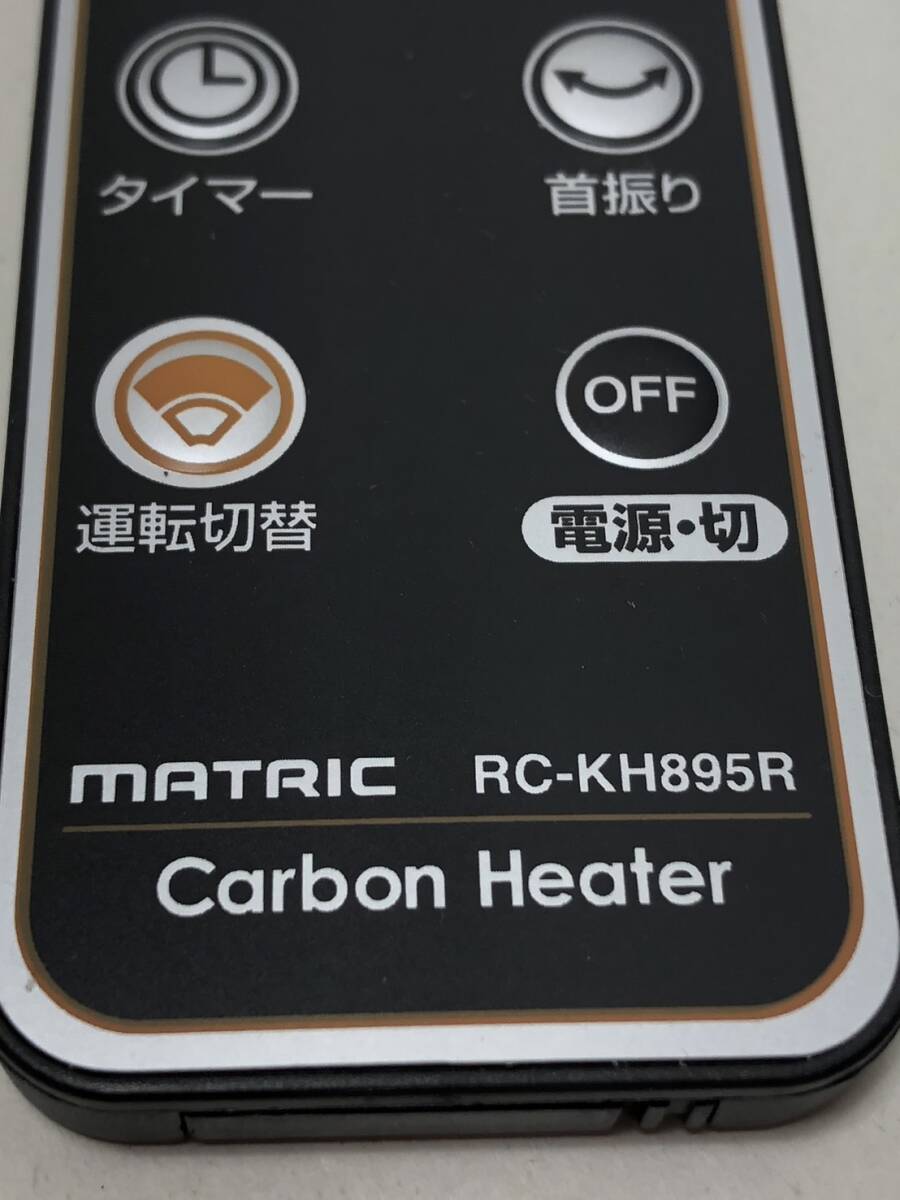 タイマー
首振り
OFF
運転切替
電源・切
MATRIC
RC-KH895R
Carbon Heater